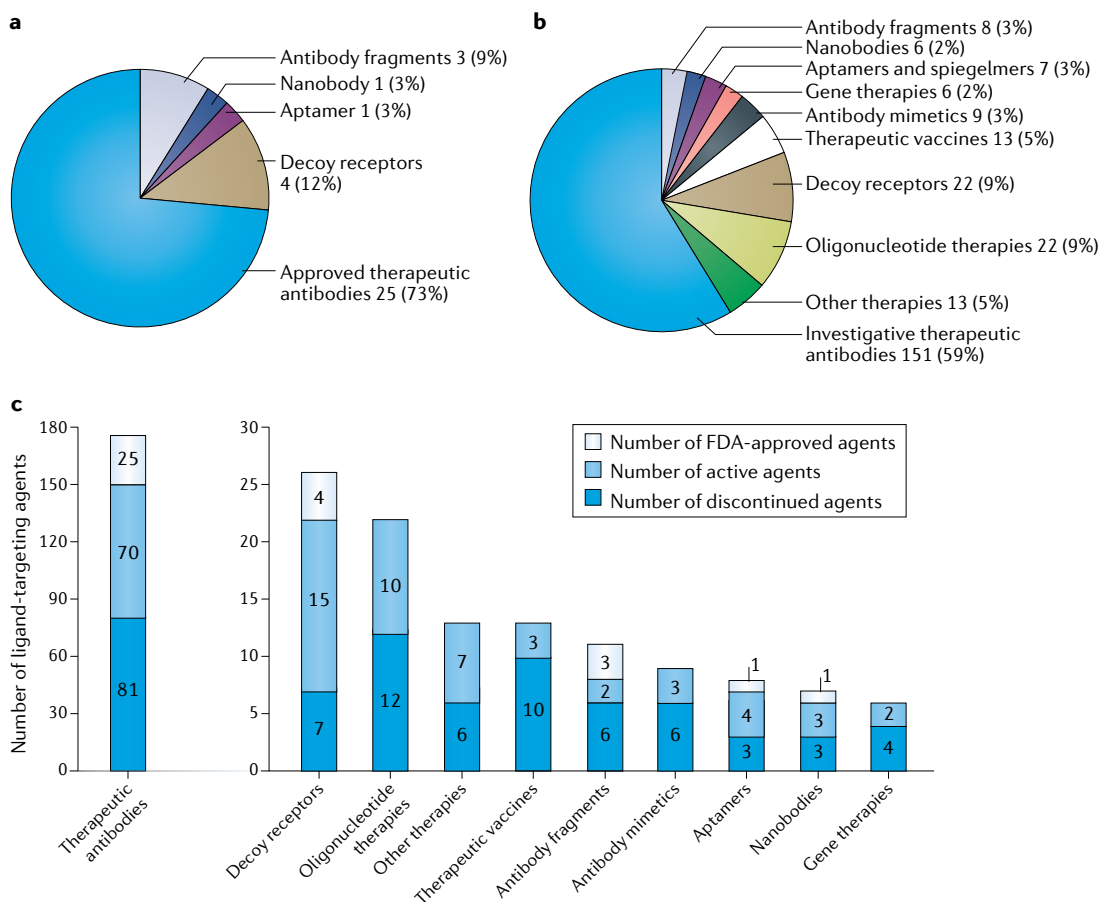 a
Antibody fragments 3 (9%)
Nanobody 1 (3%)
Aptamer 1 (3%)
Decoy receptors
4 (12%)
Approved therapeutic
antibodies 25 (73%)
b
Antibody fragments 8 (3%)
Nanobodies 6 (2%)
Aptamers and spiegelmers 7 (3%)
Gene therapies 6 (2%)
Antibody mimetics 9 (3%)
Therapeutic vaccines 13 (5%)
Decoy receptors 22 (9%)
Oligonucleotide therapies 22 (9%)
Other therapies 13 (5%)
Investigative therapeutic
antibodies 151 (59%)
c
Number of ligand-targeting agents
180
150
120
90
60
30
0
25
70
81
Therapeutic
antibodies
30
25
20
15
10
5
0
Number of FDA-approved agents
Number of active agents
Number of discontinued agents
4
15
7
10
12
7
6
3
10
3
2
6
3
6
1
4
3
1
3
3
2
4
Decoy receptors
Oligonucleotide
therapies
Other therapies
Therapeutic vaccines
Antibody fragments
Antibody mimetics
Aptamers
Nanobodies
Gene therapies